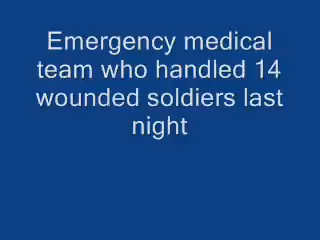 Emergency medical
team who handled 14
wounded soldiers last
night